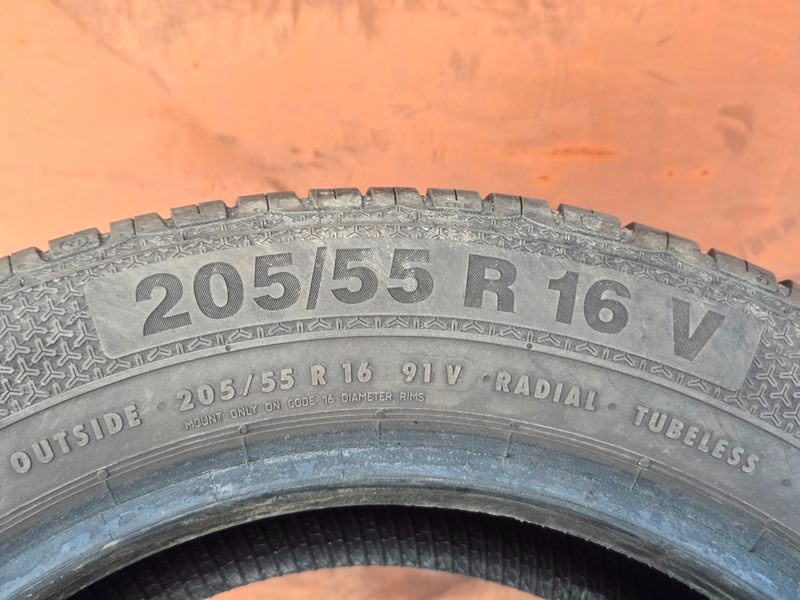 205/55 R 16 V
OUTSIDE · 205/55 R 16 91 V · RADIAL · TUBELESS
MOUNT ONLY ON CODE 16 DIAMETER RIMS